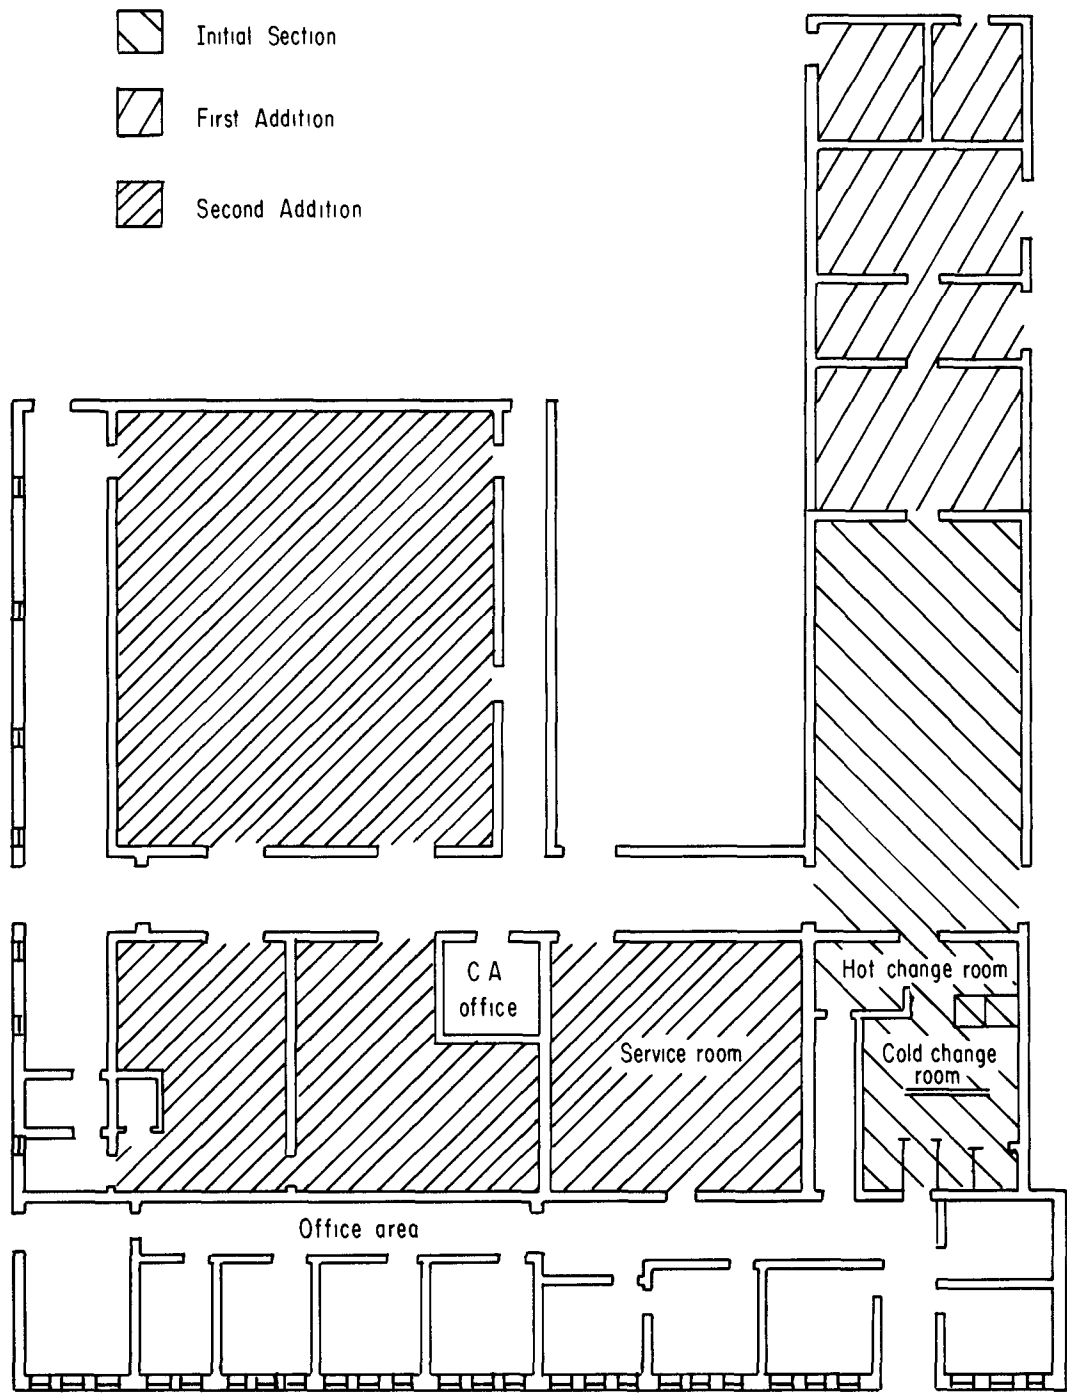 Initial Section
First Addition
Second Addition
C A
office
Hot change room
Service room
Cold change
room
Office area